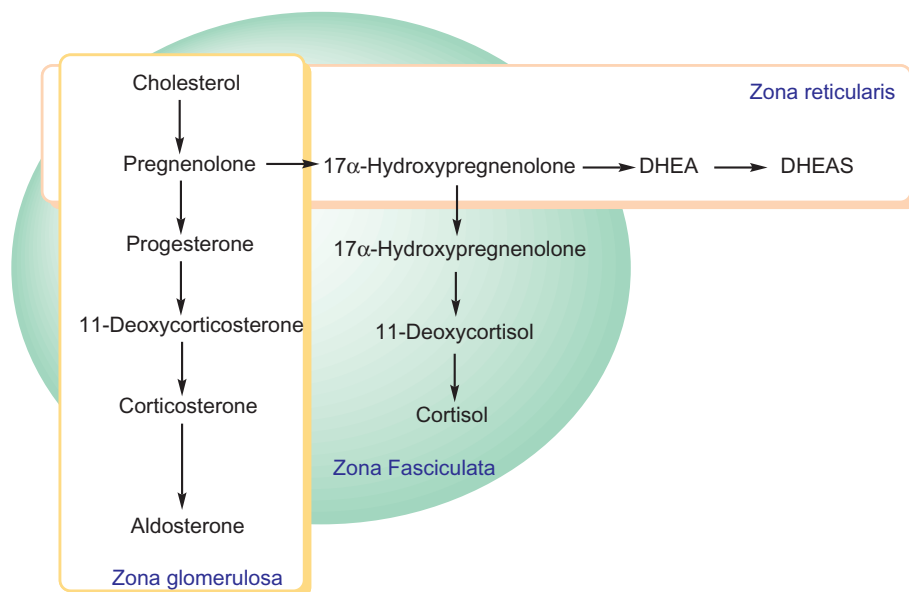 Cholesterol
Zona reticularis
Pregnenolone
17α-Hydroxypregnenolone
DHEA
DHEAS
Progesterone
17α-Hydroxypregnenolone
11-Deoxycorticosterone
11-Deoxycortisol
Corticosterone
Cortisol
Zona Fasciculata
Aldosterone
Zona glomerulosa